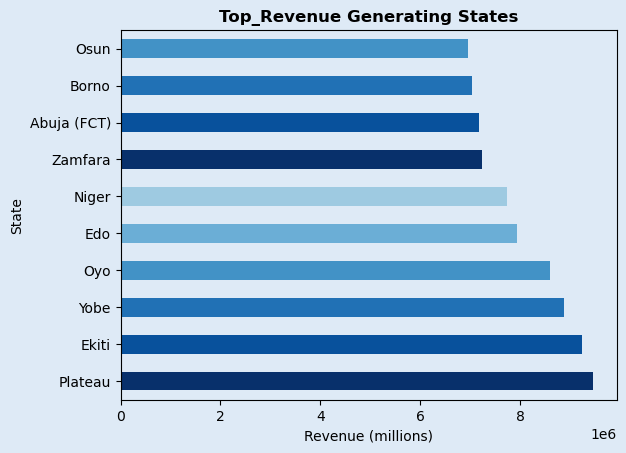 Top_Revenue Generating States
Osun
Borno
Abuja (FCT)
Zamfara
Niger
Edo
Oyo
Yobe
Ekiti
Plateau
State
0 2 4 6 8
1e6
Revenue (millions)